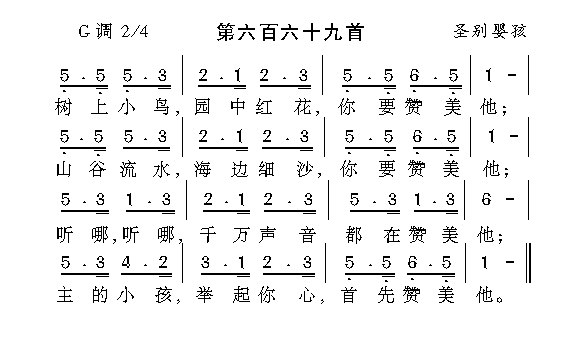 G调 2/4 第六百六十九首 圣别婴孩
5 . 5 5 . 3 | 2 . 1 2 . 3 | 5 . 5 6 . 5 | 1 - |
树上小鸟,园中红花,你要赞美他;
5 . 5 5 . 3 | 2 . 1 2 . 3 | 5 . 5 6 . 5 | 1 - |
山谷流水,海边细沙,你要赞美他;
5 . 3 1 . 3 | 2 . 1 2 . 3 | 5 . 3 1 . 3 | 6 - |
听哪,听哪,千万声音都在赞美他;
5 . 3 4 . 2 | 3 . 1 2 . 3 | 5 . 5 6 . 5 | 1 - ‖
主的小孩,举起你心,首先赞美他。